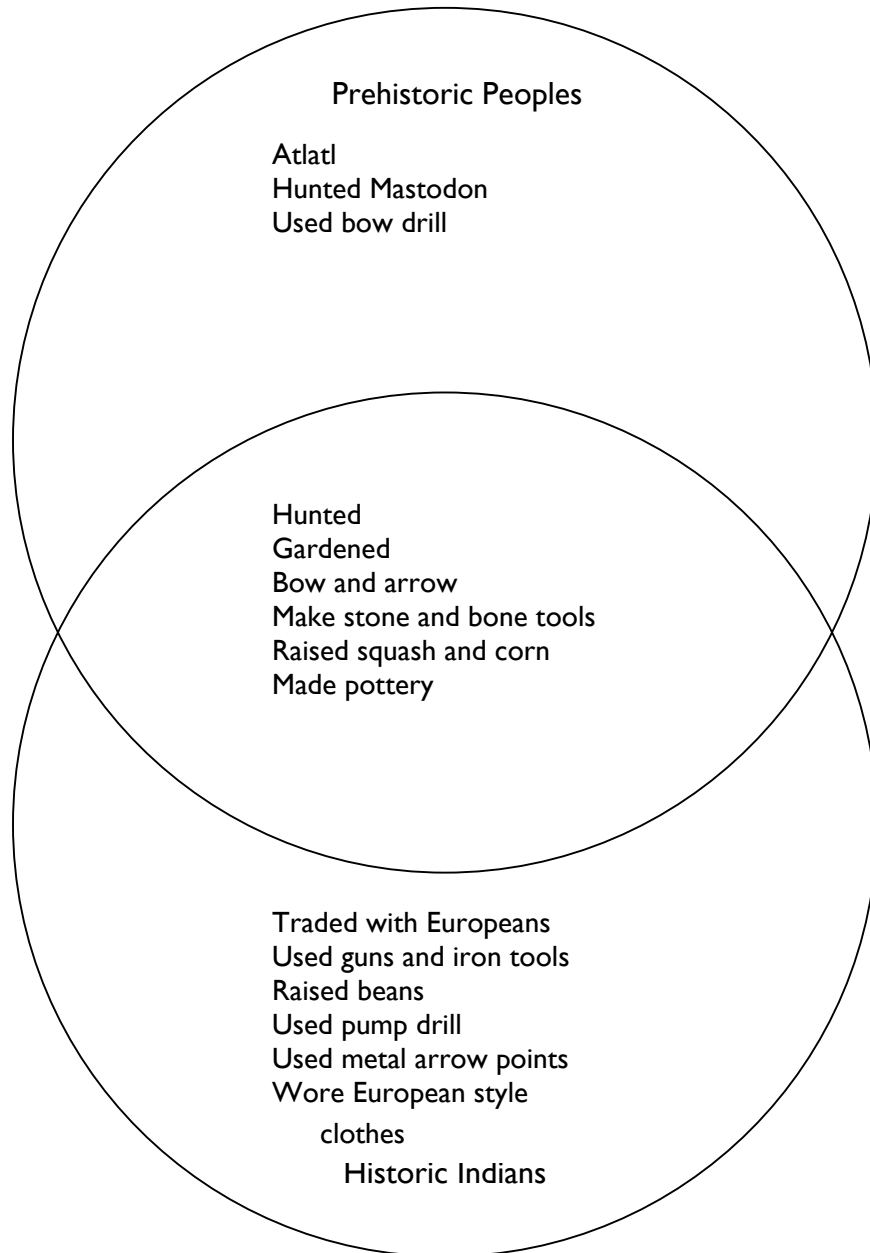 Prehistoric Peoples
Atlatl
Hunted Mastodon
Used bow drill
Hunted
Gardened
Bow and arrow
Make stone and bone tools
Raised squash and corn
Made pottery
Traded with Europeans
Used guns and iron tools
Raised beans
Used pump drill
Used metal arrow points
Wore European style
clothes
Historic Indians